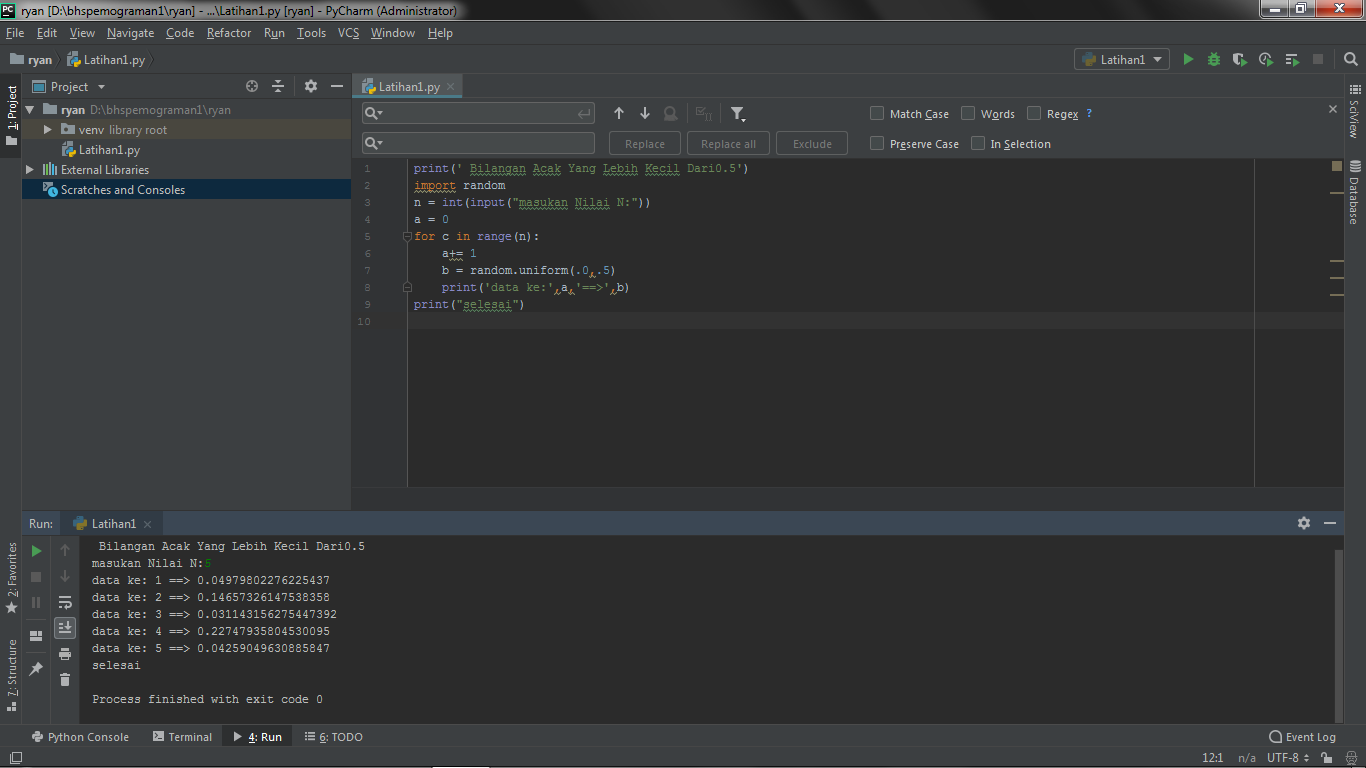 ryan [D:\bhspemograman1\ryan] - ...\Latihan1.py [ryan] - PyCharm (Administrator)
File Edit View Navigate Code Refactor Run Tools VCS Window Help
ryan Latihan1.py
Latihan1
Project
Latihan1.py
1: Project
ryan D:\bhspemograman1\ryan
venv library root
Latihan1.py
External Libraries
Scratches and Consoles
Match Case Words Regex ?
Replace Replace all Exclude Preserve Case In Selection
1 print(' Bilangan Acak Yang Lebih Kecil Dari0.5')
2 import random
3 n = int(input("masukan Nilai N:"))
4 a = 0
5 for c in range(n):
6 a+= 1
7 b = random.uniform(.0,.5)
8 print('data ke:',a,'==>',b)
9 print("selesai")
10
SciView
Database
Run: Latihan1
Bilangan Acak Yang Lebih Kecil Dari0.5
masukan Nilai N:5
data ke: 1 ==> 0.04979802276225437
data ke: 2 ==> 0.14657326147538358
data ke: 3 ==> 0.031143156275447392
data ke: 4 ==> 0.22747935804530095
data ke: 5 ==> 0.04259049630885847
selesai
Process finished with exit code 0
2: Favorites
7: Structure
Python Console Terminal 4: Run 6: TODO Event Log
12:1 n/a UTF-8